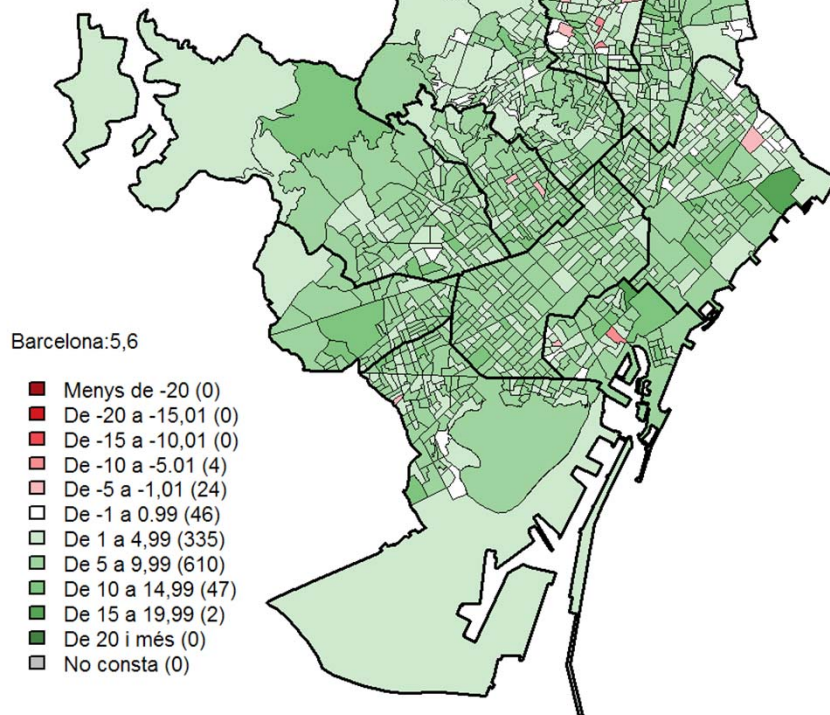 Barcelona:5,6
Menys de -20 (0)
De -20 a -15,01 (0)
De -15 a -10,01 (0)
De -10 a -5.01 (4)
De -5 a -1,01 (24)
De -1 a 0.99 (46)
De 1 a 4,99 (335)
De 5 a 9,99 (610)
De 10 a 14,99 (47)
De 15 a 19,99 (2)
De 20 i més (0)
No consta (0)